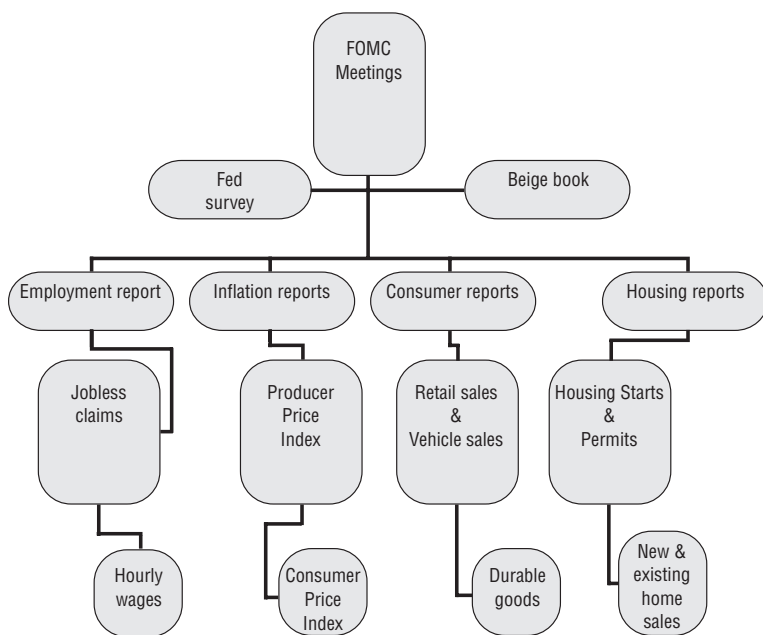 FOMC
Meetings
Fed
survey
Beige book
Employment report
Inflation reports
Consumer reports
Housing reports
Jobless
claims
Producer
Price
Index
Retail sales
&
Vehicle sales
Housing Starts
&
Permits
Hourly
wages
Consumer
Price
Index
Durable
goods
New &
existing
home
sales